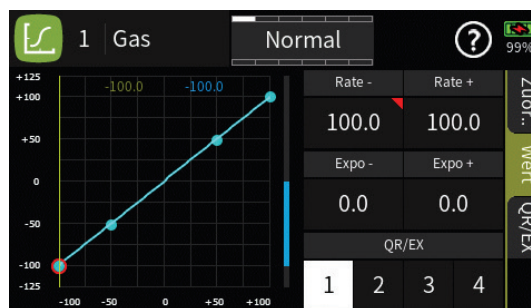 1 Gas
Normal
?
99%
+125
+100
+50
0
-50
-100
-125
-100 -50 0 +50 +100
-100.0 -100.0
Rate - Rate +
100.0 100.0
Expo - Expo +
0.0 0.0
QR/EX
1 2 3 4
Zuor..
Wert
QR/EX